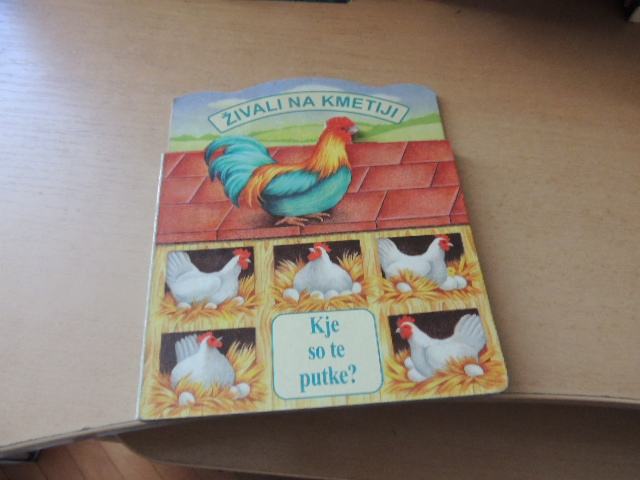 ŽIVALI NA KMETIJI
Kje
so te
putke?